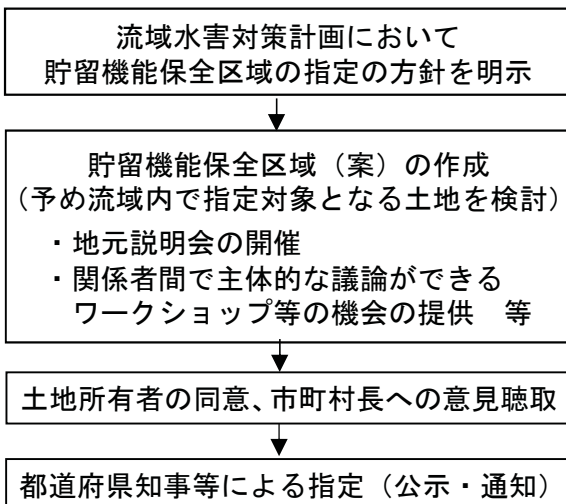 流域水害対策計画において
貯留機能保全区域の指定の方針を明示
貯留機能保全区域（案）の作成
（予め流域内で指定対象となる土地を検討）
・地元説明会の開催
・関係者間で主体的な議論ができる
ワークショップ等の機会の提供　等
土地所有者の同意、市町村長への意見聴取
都道府県知事等による指定（公示・通知）